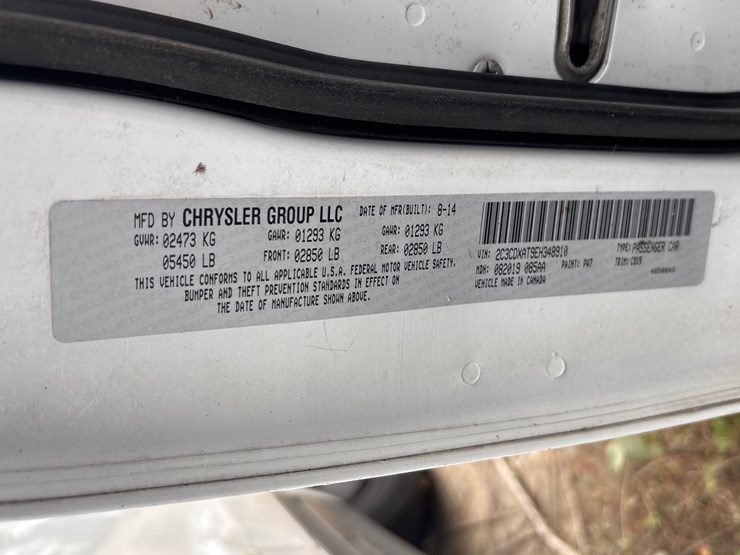 MFD BY CHRYSLER GROUP LLC DATE OF MFR(BUILT): 8-14
GVWR: 02473 KG GAWR: 01293 KG GAWR: 01293 KG
05450 LB FRONT: 02850 LB REAR: 02850 LB
THIS VEHICLE CONFORMS TO ALL APPLICABLE U.S.A. FEDERAL MOTOR VEHICLE SAFETY,
BUMPER AND THEFT PREVENTION STANDARDS IN EFFECT ON
THE DATE OF MANUFACTURE SHOWN ABOVE.
VIN: 2C3CDXAT9EH348910 TYPE: PASSENGER CAR
MDH: 082019 085AA PAINT: PW7 TRIM: C8X9
VEHICLE MADE IN CANADA